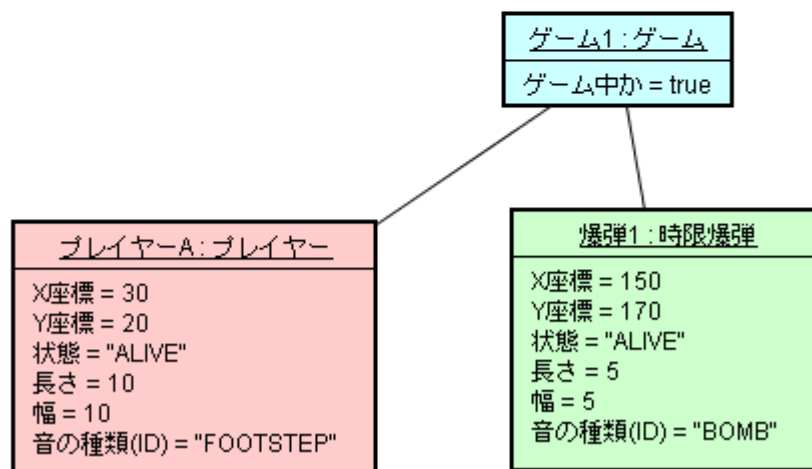 ゲーム1 : ゲーム
ゲーム中か = true
プレイヤーA : プレイヤー
X座標 = 30
Y座標 = 20
状態 = "ALIVE"
長さ = 10
幅 = 10
音の種類(ID) = "FOOTSTEP"
爆弾1 : 時限爆弾
X座標 = 150
Y座標 = 170
状態 = "ALIVE"
長さ = 5
幅 = 5
音の種類(ID) = "BOMB"